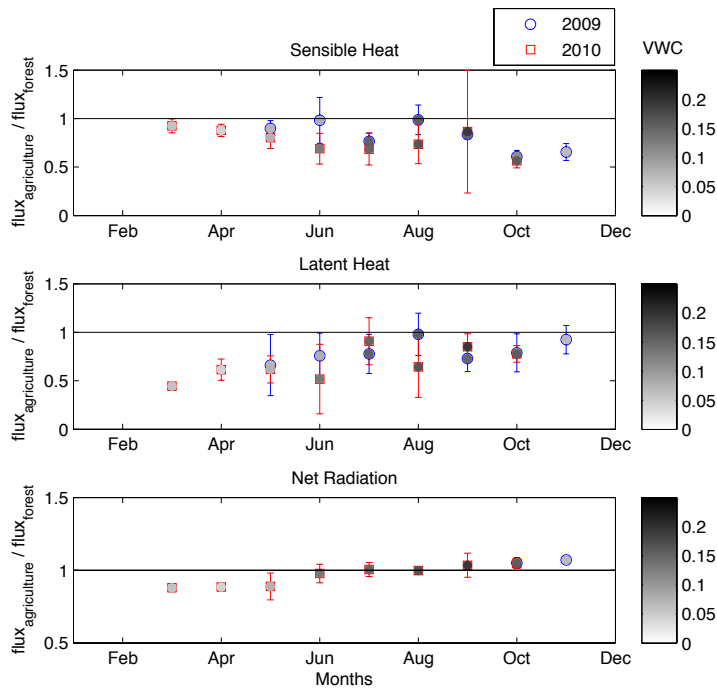 2009
2010
Sensible Heat
VWC
flux_agriculture / flux_forest
1.5
1
0.5
0
Feb Apr Jun Aug Oct Dec
0.2
0.15
0.1
0.05
0
Latent Heat
flux_agriculture / flux_forest
1.5
1
0.5
0
Feb Apr Jun Aug Oct Dec
0.2
0.15
0.1
0.05
0
Net Radiation
flux_agriculture / flux_forest
1.5
1
0.5
Feb Apr Jun Aug Oct Dec
Months
0.2
0.15
0.1
0.05
0